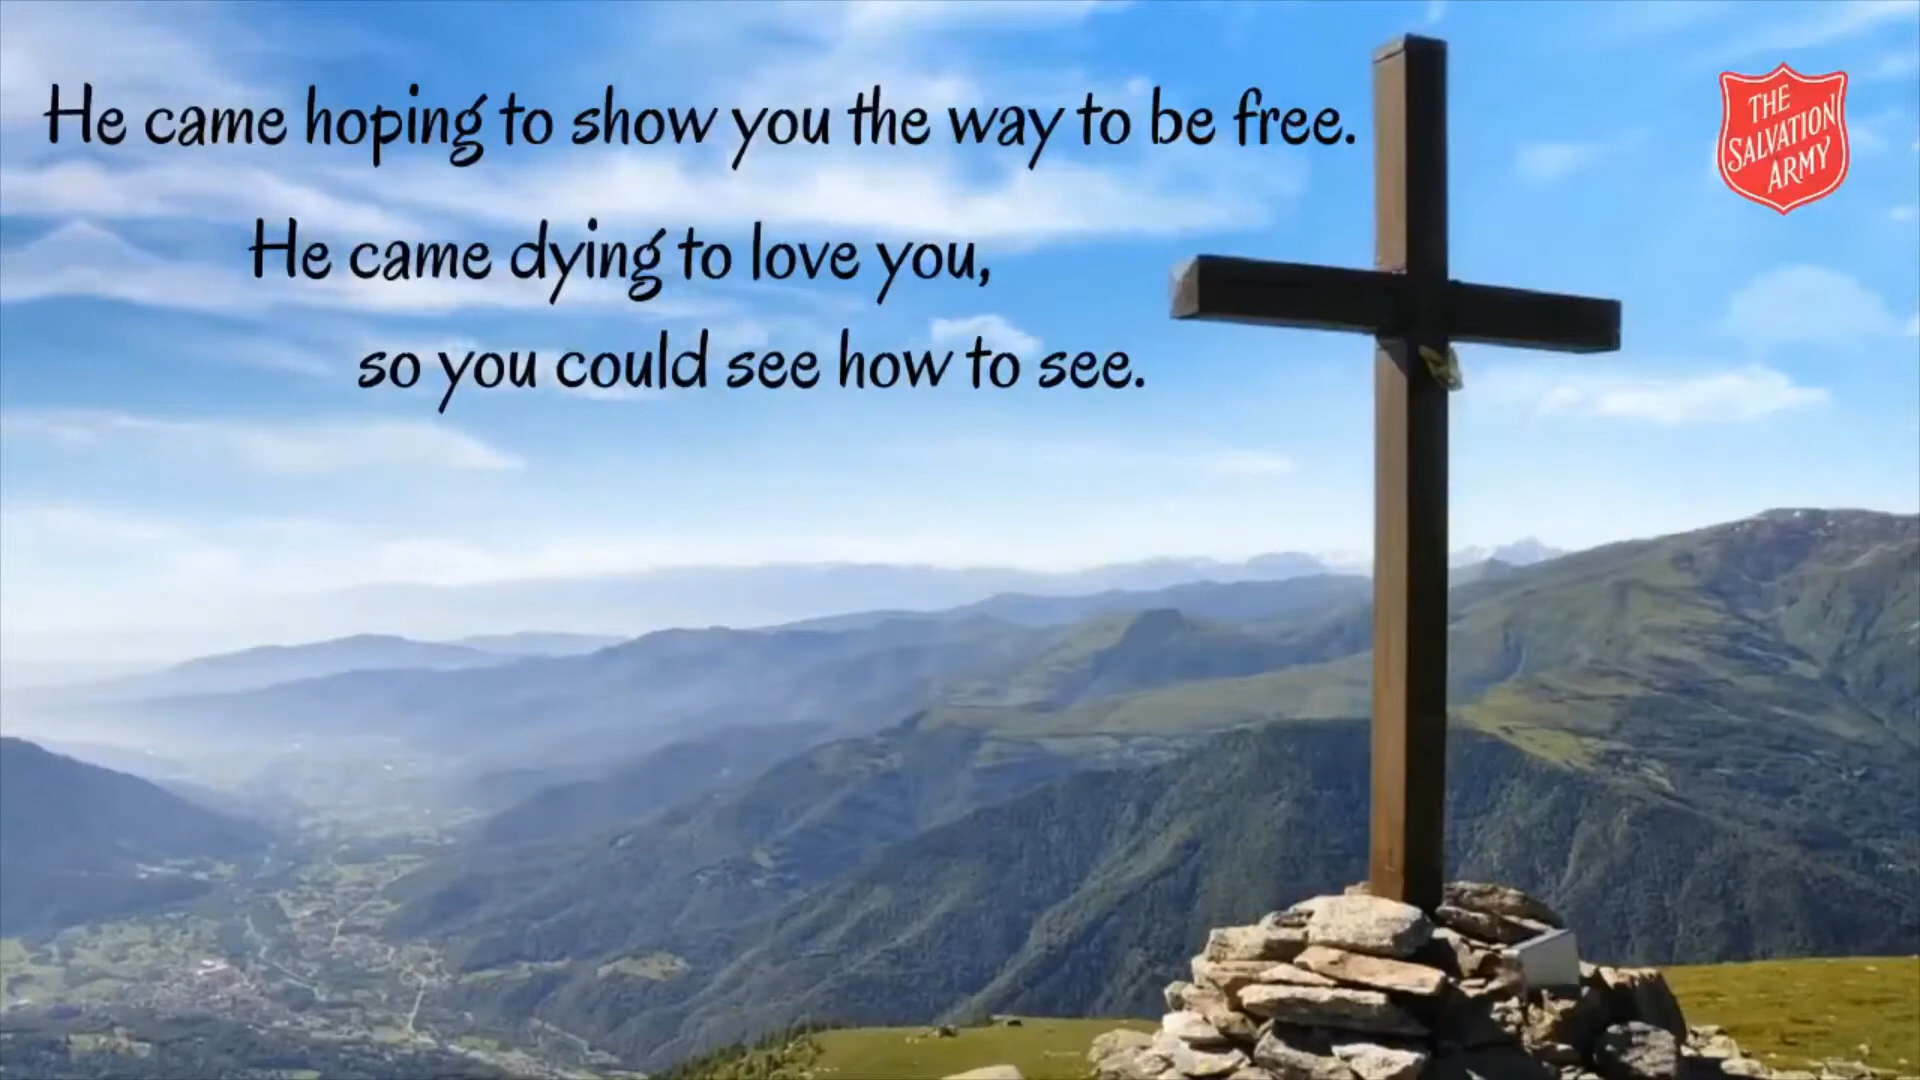 He came hoping to show you the way to be free.
He came dying to love you,
so you could see how to see.
THE
SALVATION
ARMY